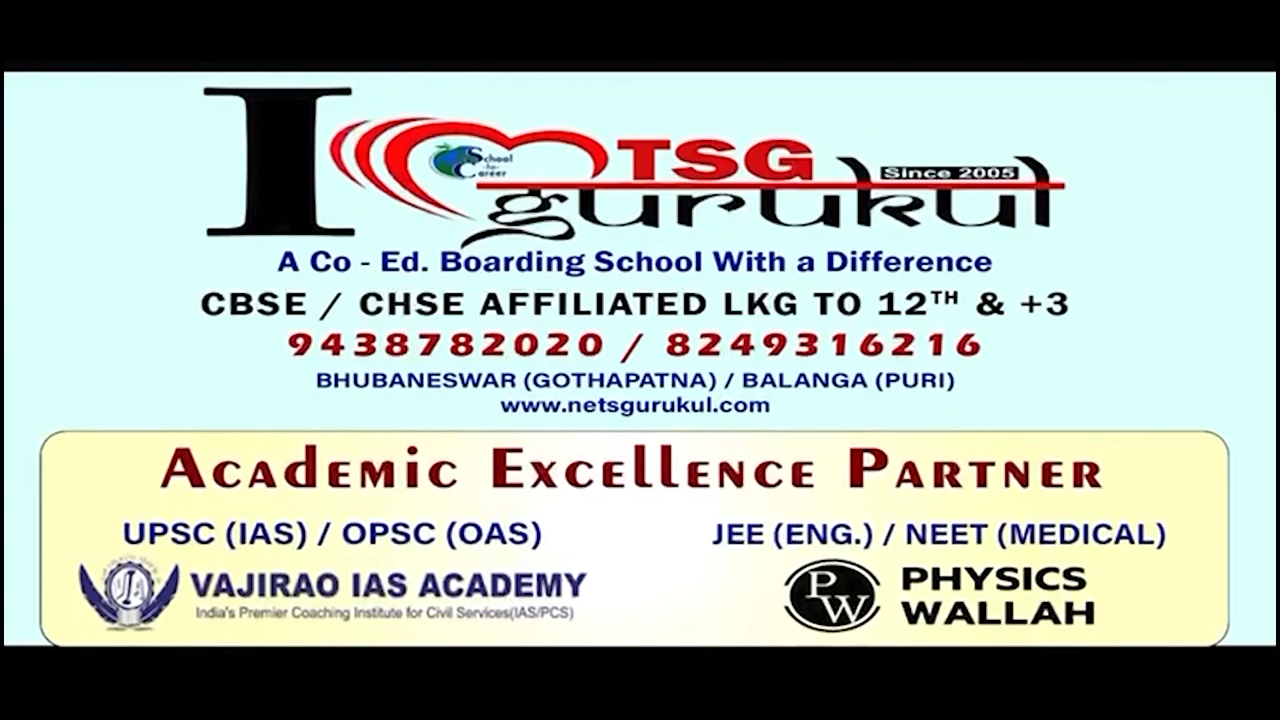 I TSG
gurukul
Since 2005
School
-to-
Career
A Co - Ed. Boarding School With a Difference
CBSE / CHSE AFFILIATED LKG TO 12TH & +3
9438782020 / 8249316216
BHUBANESWAR (GOTHAPATNA) / BALANGA (PURI)
www.netsgurukul.com
ACADEMIC EXCELLENCE PARTNER
UPSC (IAS) / OPSC (OAS)
VAJIRAO IAS ACADEMY
India's Premier Coaching Institute for Civil Services(IAS/PCS)
JEE (ENG.) / NEET (MEDICAL)
PW
PHYSICS
WALLAH